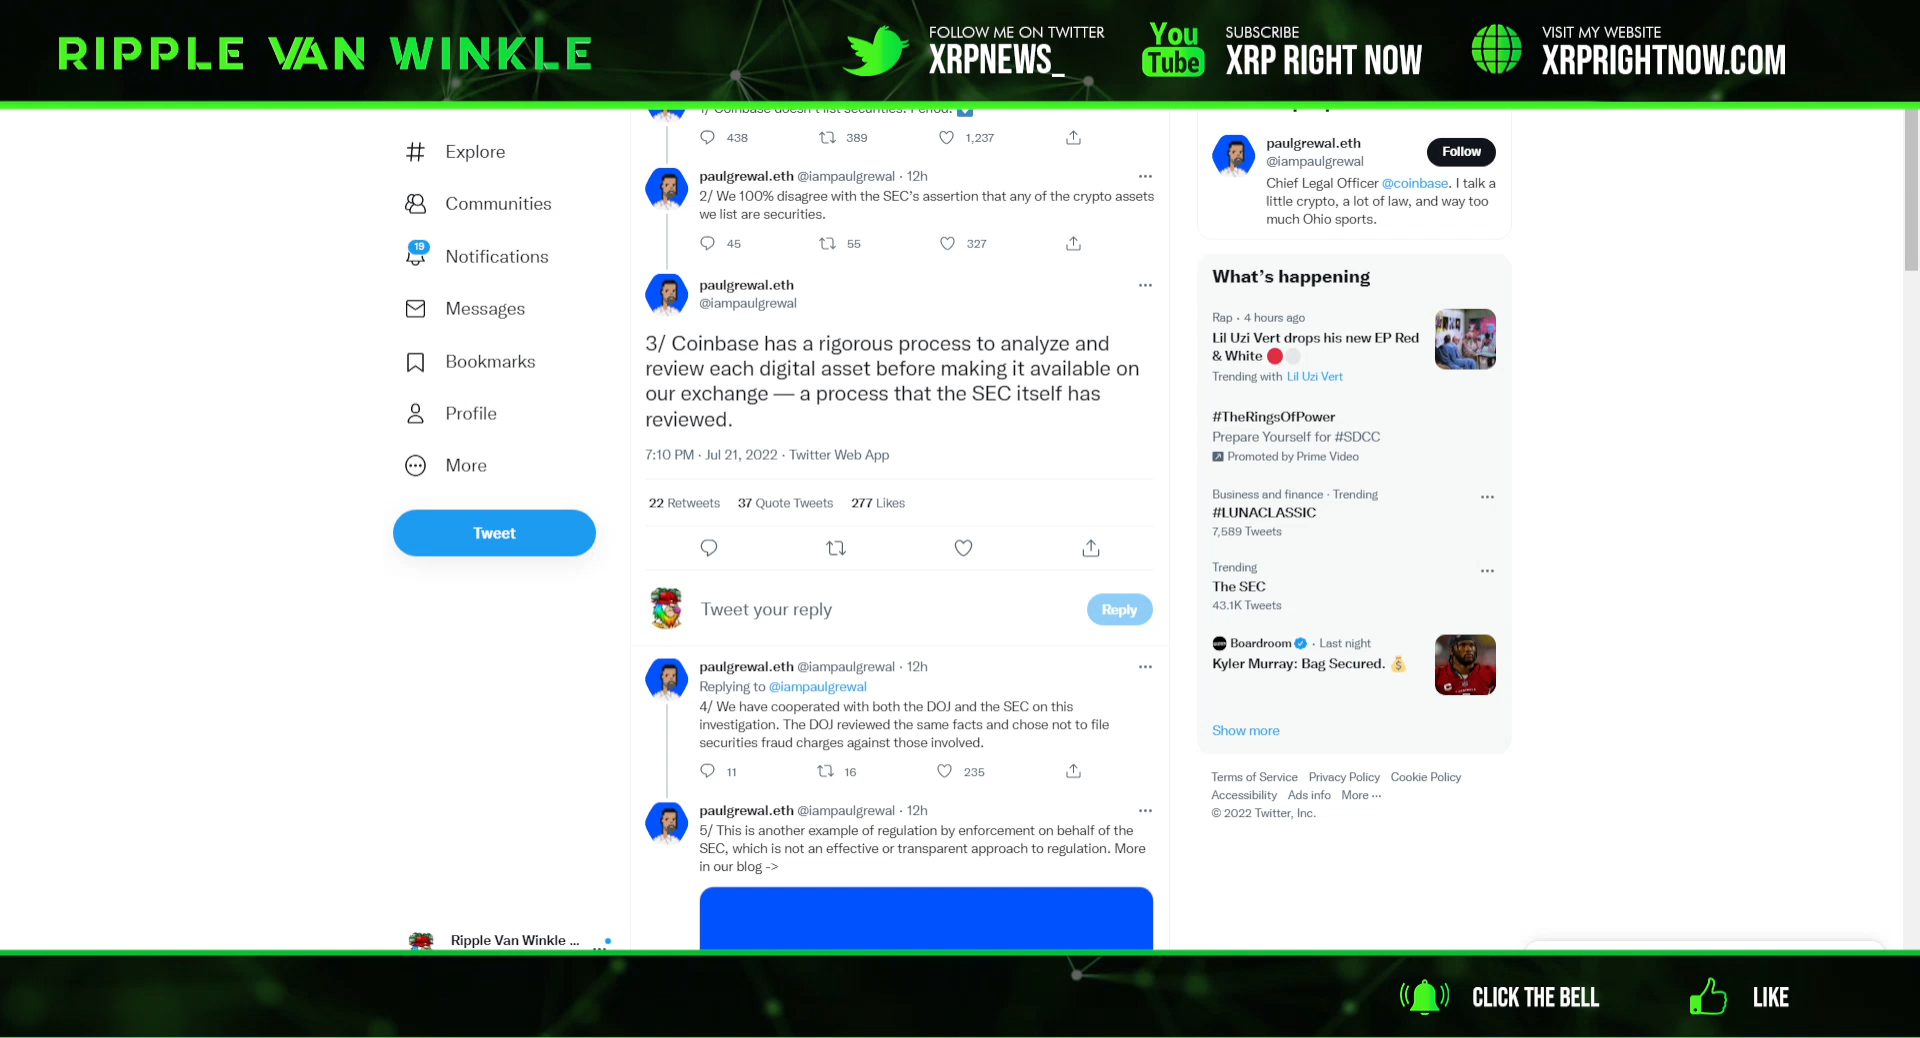 RIPPLE VAN WINKLE
FOLLOW ME ON TWITTER
XRPNEWS_
You
Tube
SUBSCRIBE
XRP RIGHT NOW
VISIT MY WEBSITE
XRPRIGHTNOW.COM
Explore
Communities
19
Notifications
Messages
Bookmarks
Profile
More
Tweet
Ripple Van Winkle ...
1/ Coinbase doesn't list securities. Period.
438 389 1,237
paulgrewal.eth @iampaulgrewal · 12h
2/ We 100% disagree with the SEC's assertion that any of the crypto assets
we list are securities.
45 55 327
paulgrewal.eth
@iampaulgrewal
3/ Coinbase has a rigorous process to analyze and
review each digital asset before making it available on
our exchange — a process that the SEC itself has
reviewed.
7:10 PM · Jul 21, 2022 · Twitter Web App
22 Retweets 37 Quote Tweets 277 Likes
Tweet your reply
Reply
paulgrewal.eth @iampaulgrewal · 12h
Replying to @iampaulgrewal
4/ We have cooperated with both the DOJ and the SEC on this
investigation. The DOJ reviewed the same facts and chose not to file
securities fraud charges against those involved.
11 16 235
paulgrewal.eth @iampaulgrewal · 12h
5/ This is another example of regulation by enforcement on behalf of the
SEC, which is not an effective or transparent approach to regulation. More
in our blog ->
paulgrewal.eth
@iampaulgrewal
Follow
Chief Legal Officer @coinbase. I talk a
little crypto, a lot of law, and way too
much Ohio sports.
What's happening
Rap · 4 hours ago
Lil Uzi Vert drops his new EP Red
& White
Trending with Lil Uzi Vert
#TheRingsOfPower
Prepare Yourself for #SDCC
Promoted by Prime Video
Business and finance · Trending
#LUNACLASSIC
7,589 Tweets
Trending
The SEC
43.1K Tweets
Boardroom · Last night
Kyler Murray: Bag Secured.
Show more
Terms of Service Privacy Policy Cookie Policy
Accessibility Ads info More ···
© 2022 Twitter, Inc.
CLICK THE BELL
LIKE